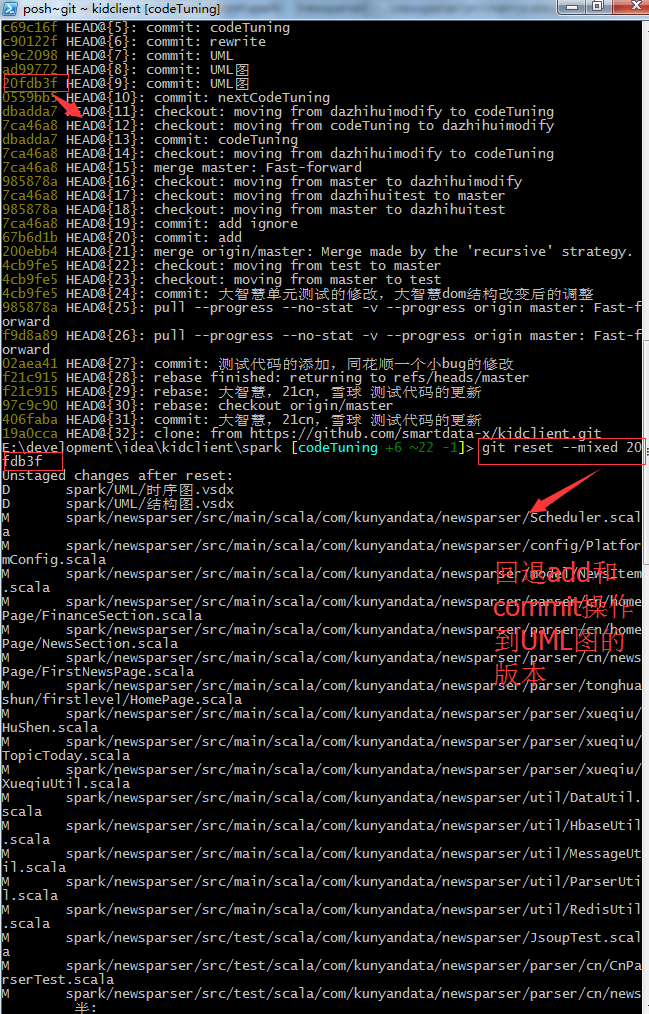 posh~git ~ kidclient [codeTuning]
c69c16f HEAD@{5}: commit: codeTuning
c90122f HEAD@{6}: commit: rewrite
e9c2098 HEAD@{7}: commit: UML
ad99772 HEAD@{8}: commit: UML图
20fdb3f HEAD@{9}: commit: UML图
0559bb5 HEAD@{10}: commit: nextCodeTuning
dbadda7 HEAD@{11}: checkout: moving from dazhihuimodify to codeTuning
7ca46a8 HEAD@{12}: checkout: moving from codeTuning to dazhihuimodify
dbadda7 HEAD@{13}: commit: codeTuning
7ca46a8 HEAD@{14}: checkout: moving from dazhihuimodify to codeTuning
7ca46a8 HEAD@{15}: merge master: Fast-forward
985878a HEAD@{16}: checkout: moving from master to dazhihuimodify
7ca46a8 HEAD@{17}: checkout: moving from dazhihuitest to master
985878a HEAD@{18}: checkout: moving from master to dazhihuitest
7ca46a8 HEAD@{19}: commit: add ignore
67b6d1b HEAD@{20}: commit: add
200ebb4 HEAD@{21}: merge origin/master: Merge made by the 'recursive' strategy.
4cb9fe5 HEAD@{22}: checkout: moving from test to master
4cb9fe5 HEAD@{23}: checkout: moving from master to test
4cb9fe5 HEAD@{24}: commit: 大智慧单元测试的修改，大智慧dom结构改变后的调整
985878a HEAD@{25}: pull --progress --no-stat -v --progress origin master: Fast-f
orward
f9d8a89 HEAD@{26}: pull --progress --no-stat -v --progress origin master: Fast-f
orward
02aea41 HEAD@{27}: commit: 测试代码的添加，同花顺一个小bug的修改
f21c915 HEAD@{28}: rebase finished: returning to refs/heads/master
f21c915 HEAD@{29}: rebase: 大智慧，21cn，雪球 测试代码的更新
97c9c90 HEAD@{30}: rebase: checkout origin/master
406faba HEAD@{31}: commit: 大智慧，21cn，雪球 测试代码的更新
19a0cca HEAD@{32}: clone: from https://github.com/smartdata-x/kidclient.git
E:\development\idea\kidclient\spark [codeTuning +6 ~22 -1]> git reset --mixed 20
fdb3f
Unstaged changes after reset:
D spark/UML/时序图.vsdx
D spark/UML/结构图.vsdx
M spark/newsparser/src/main/scala/com/kunyandata/newsparser/Scheduler.scal
a
M spark/newsparser/src/main/scala/com/kunyandata/newsparser/config/Platfor
mConfig.scala
M spark/newsparser/src/main/scala/com/kunyandata/newsparser/model/NewsItem
.scala
M spark/newsparser/src/main/scala/com/kunyandata/newsparser/parser/cn/home
Page/FinanceSection.scala
M spark/newsparser/src/main/scala/com/kunyandata/newsparser/parser/cn/home
Page/NewsSection.scala
M spark/newsparser/src/main/scala/com/kunyandata/newsparser/parser/cn/news
Page/FirstNewsPage.scala
M spark/newsparser/src/main/scala/com/kunyandata/newsparser/parser/tonghua
shun/firstlevel/HomePage.scala
M spark/newsparser/src/main/scala/com/kunyandata/newsparser/parser/xueqiu/
HuShen.scala
M spark/newsparser/src/main/scala/com/kunyandata/newsparser/parser/xueqiu/
TopicToday.scala
M spark/newsparser/src/main/scala/com/kunyandata/newsparser/parser/xueqiu/
XueqiuUtil.scala
M spark/newsparser/src/main/scala/com/kunyandata/newsparser/util/DataUtil.
scala
M spark/newsparser/src/main/scala/com/kunyandata/newsparser/util/HbaseUtil
.scala
M spark/newsparser/src/main/scala/com/kunyandata/newsparser/util/MessageUt
il.scala
M spark/newsparser/src/main/scala/com/kunyandata/newsparser/util/ParserUti
l.scala
M spark/newsparser/src/main/scala/com/kunyandata/newsparser/util/RedisUtil
.scala
M spark/newsparser/src/test/scala/com/kunyandata/newsparser/JsoupTest.scal
a
M spark/newsparser/src/test/scala/com/kunyandata/newsparser/parser/cn/CnPa
rserTest.scala
M spark/newsparser/src/test/scala/com/kunyandata/newsparser/parser/cn/news
半:
回退add和
commit操作
到UML图的
版本